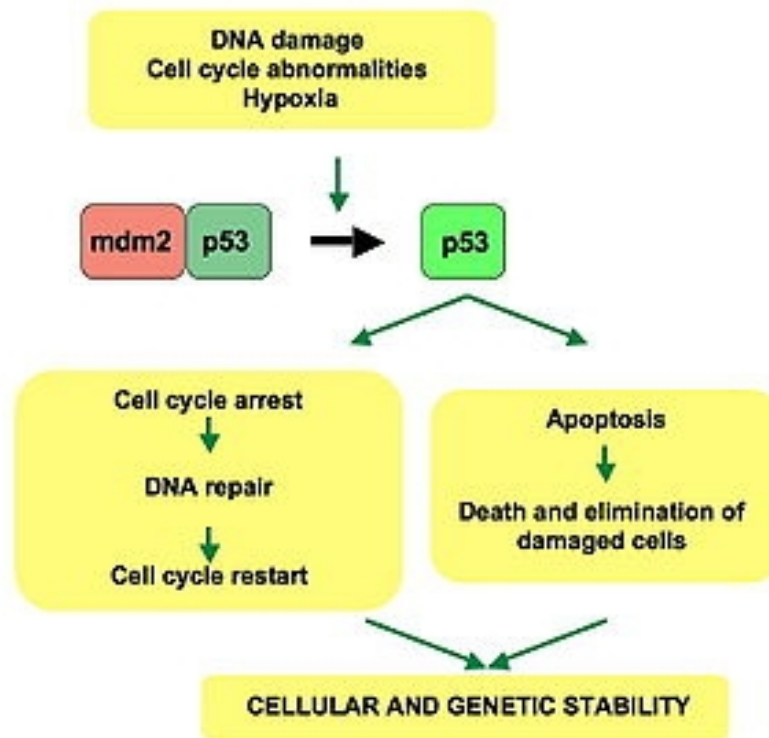 DNA damage
Cell cycle abnormalities
Hypoxia
mdm2 p53
p53
Cell cycle arrest
DNA repair
Cell cycle restart
Apoptosis
Death and elimination of
damaged cells
CELLULAR AND GENETIC STABILITY